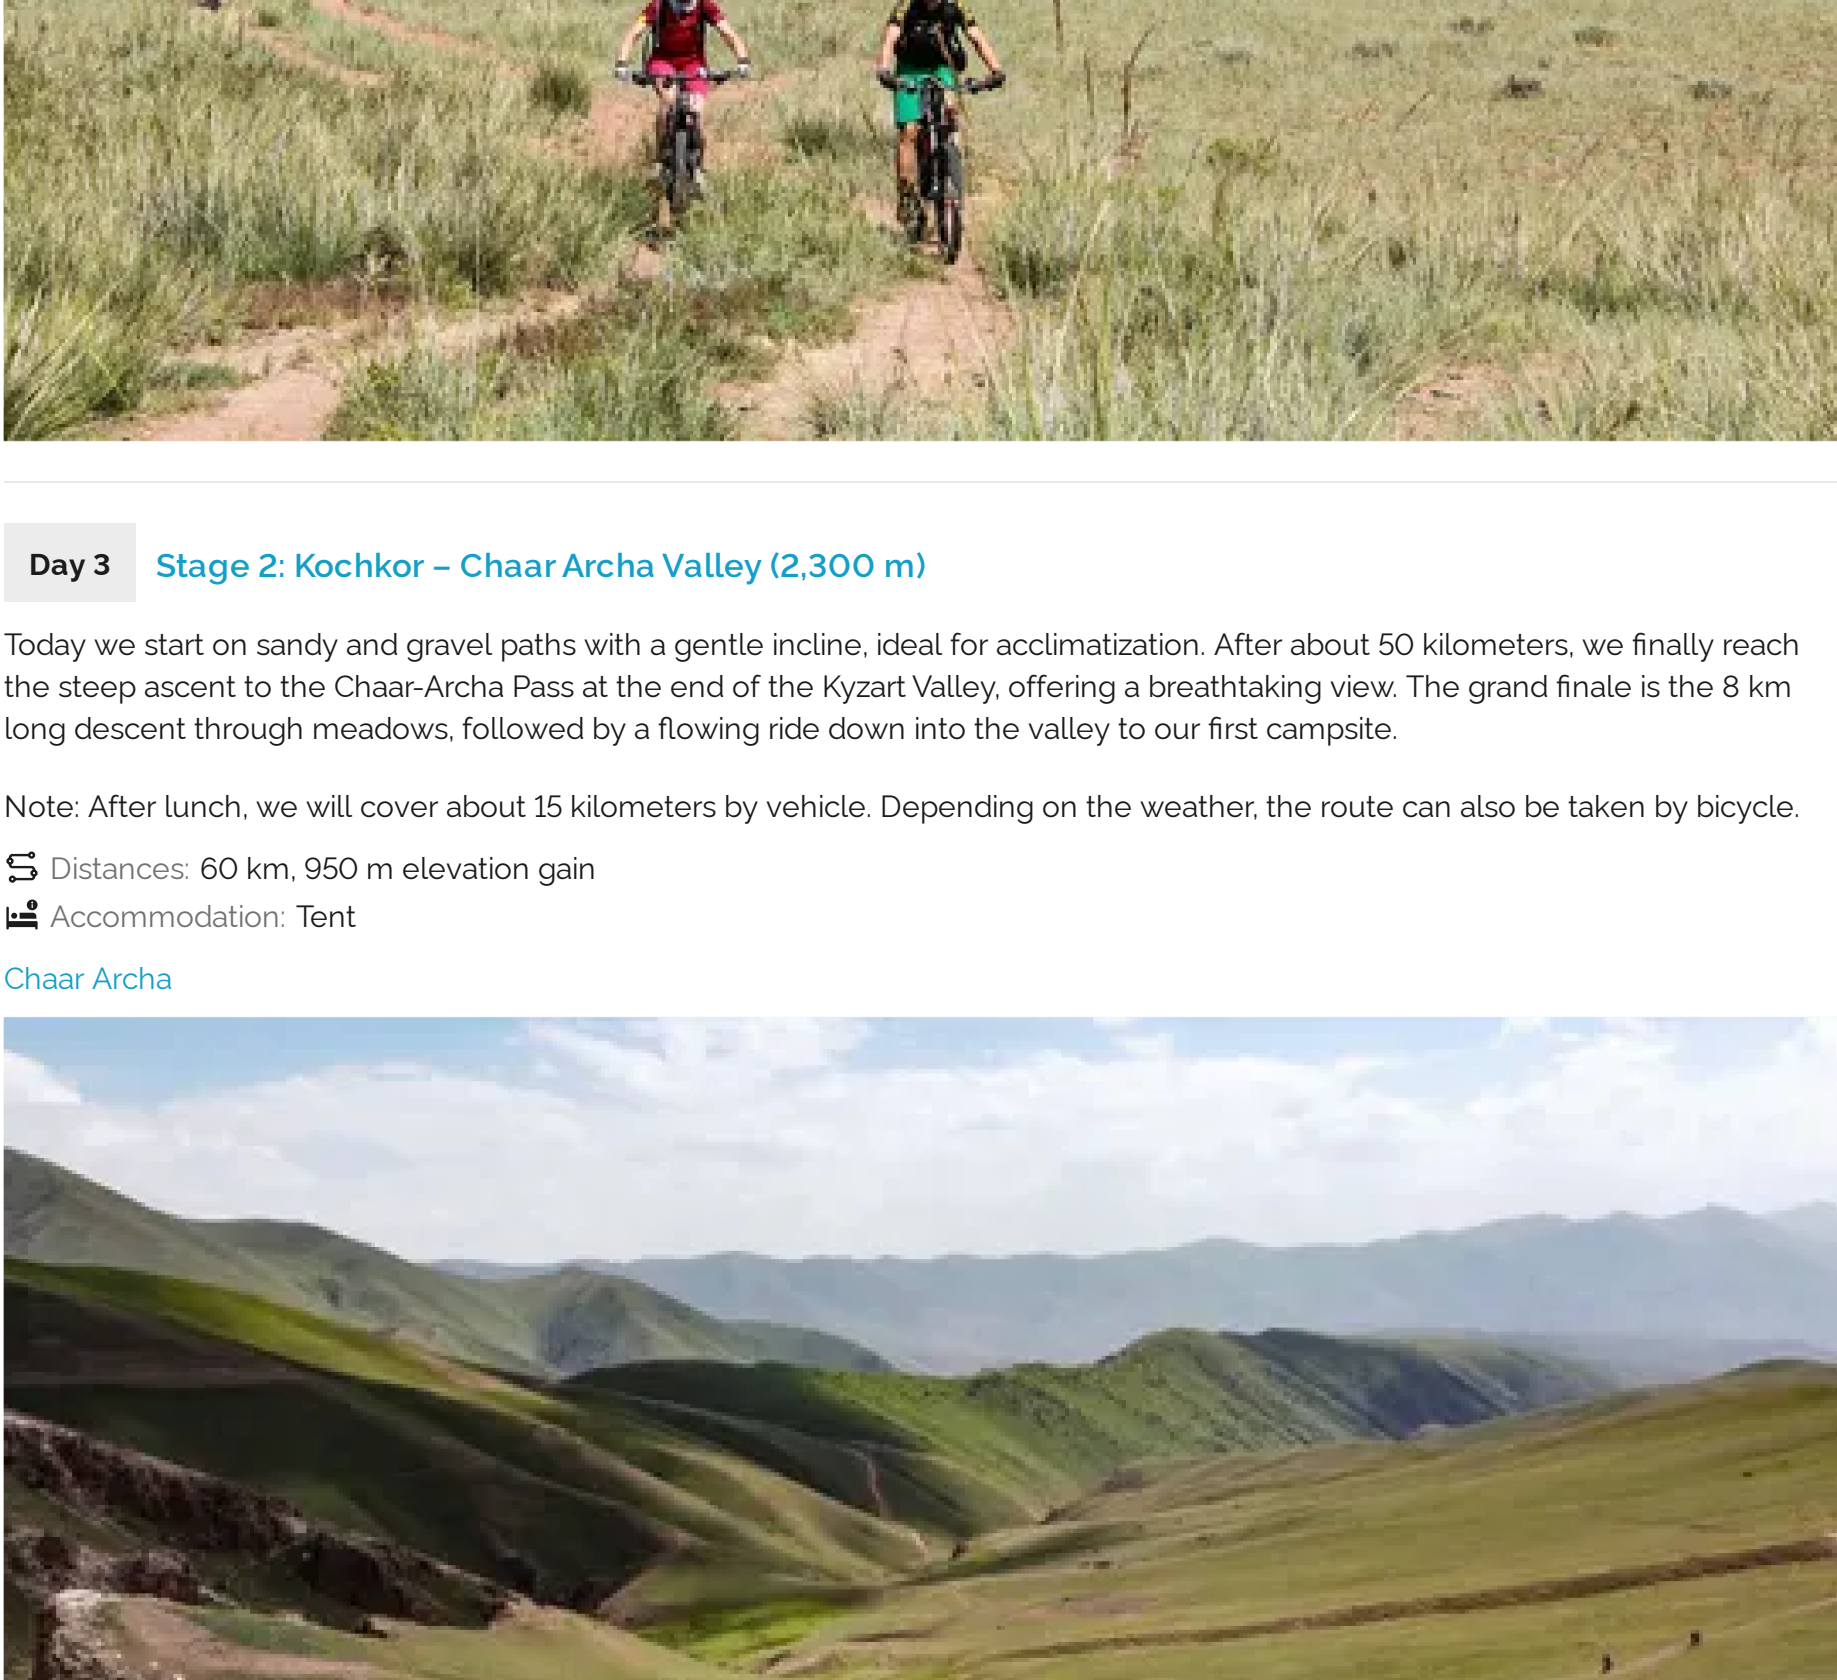 Day 3
Stage 2: Kochkor – Chaar Archa Valley (2,300 m)
Today we start on sandy and gravel paths with a gentle incline, ideal for acclimatization. After about 50 kilometers, we finally reach
the steep ascent to the Chaar-Archa Pass at the end of the Kyzart Valley, offering a breathtaking view. The grand finale is the 8 km
long descent through meadows, followed by a flowing ride down into the valley to our first campsite.
Note: After lunch, we will cover about 15 kilometers by vehicle. Depending on the weather, the route can also be taken by bicycle.
Distances: 60 km, 950 m elevation gain
Accommodation: Tent
Chaar Archa